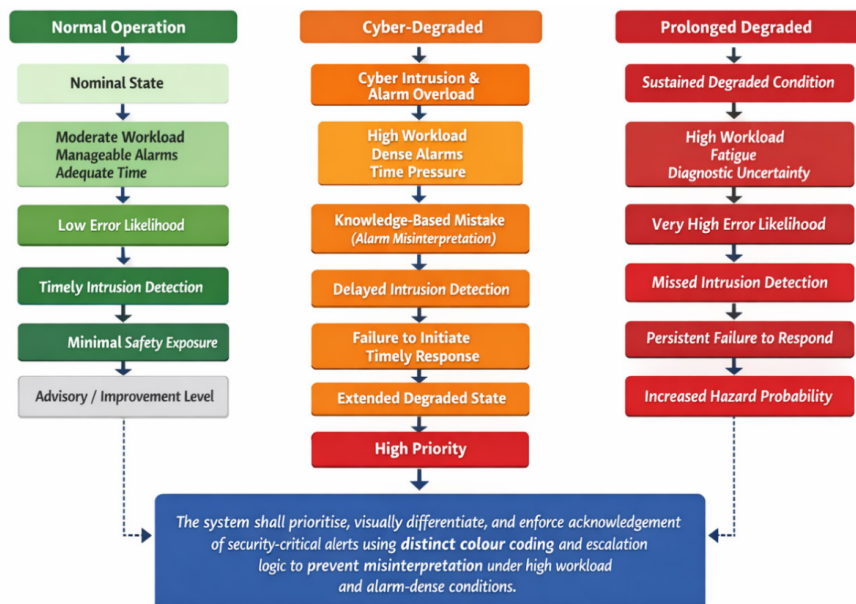 Normal Operation
Nominal State
Moderate Workload
Manageable Alarms
Adequate Time
Low Error Likelihood
Timely Intrusion Detection
Minimal Safety Exposure
Advisory / Improvement Level
Cyber-Degraded
Cyber Intrusion &
Alarm Overload
High Workload
Dense Alarms
Time Pressure
Knowledge-Based Mistake
(Alarm Misinterpretation)
Delayed Intrusion Detection
Failure to Initiate
Timely Response
Extended Degraded State
High Priority
Prolonged Degraded
Sustained Degraded Condition
High Workload
Fatigue
Diagnostic Uncertainty
Very High Error Likelihood
Missed Intrusion Detection
Persistent Failure to Respond
Increased Hazard Probability
The system shall prioritise, visually differentiate, and enforce acknowledgement
of security-critical alerts using distinct colour coding and escalation
logic to prevent misinterpretation under high workload
and alarm-dense conditions.